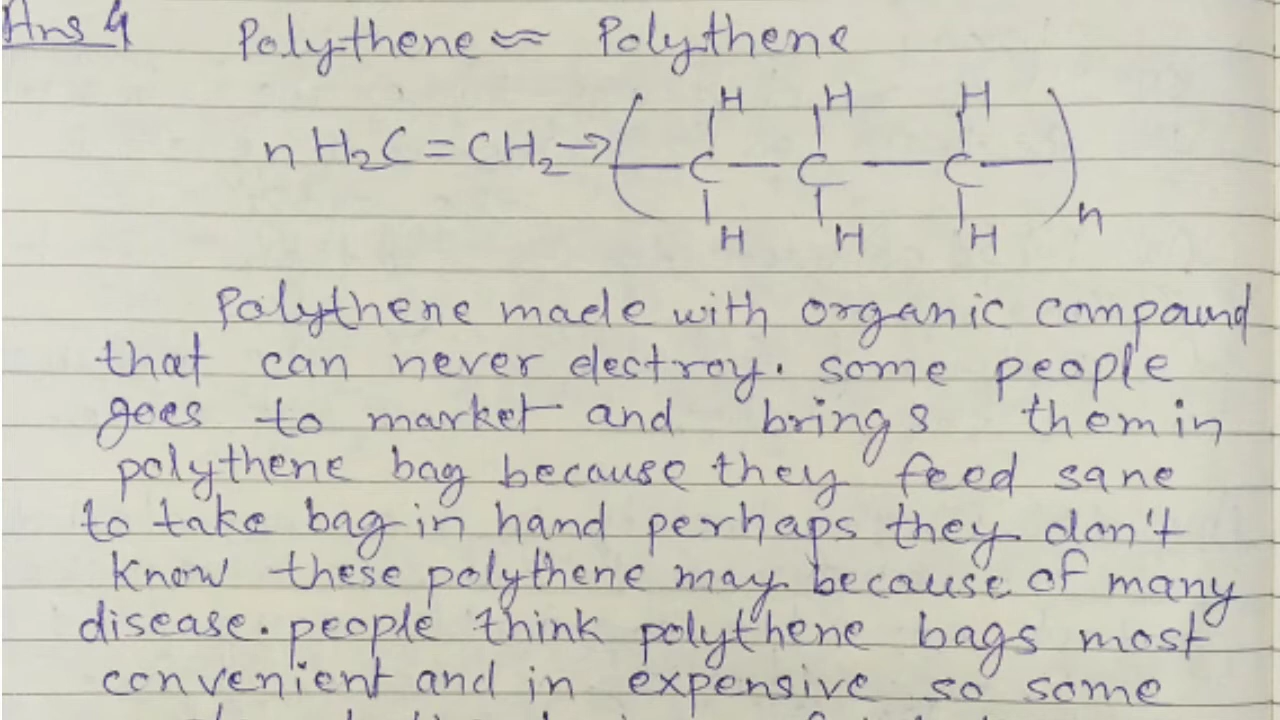 Ans 4 Polythene = Polythene
H H H
n H₂C = CH₂ → ( — C — C — C — )n
H H H
Polythene made with organic compound
that can never destroy. some people
goes to market and brings themin
polythene bag because they feed sane
to take bag in hand perhaps they don't
know these polythene may because of many
disease. people think polythene bags most
convenient and in expensive so some